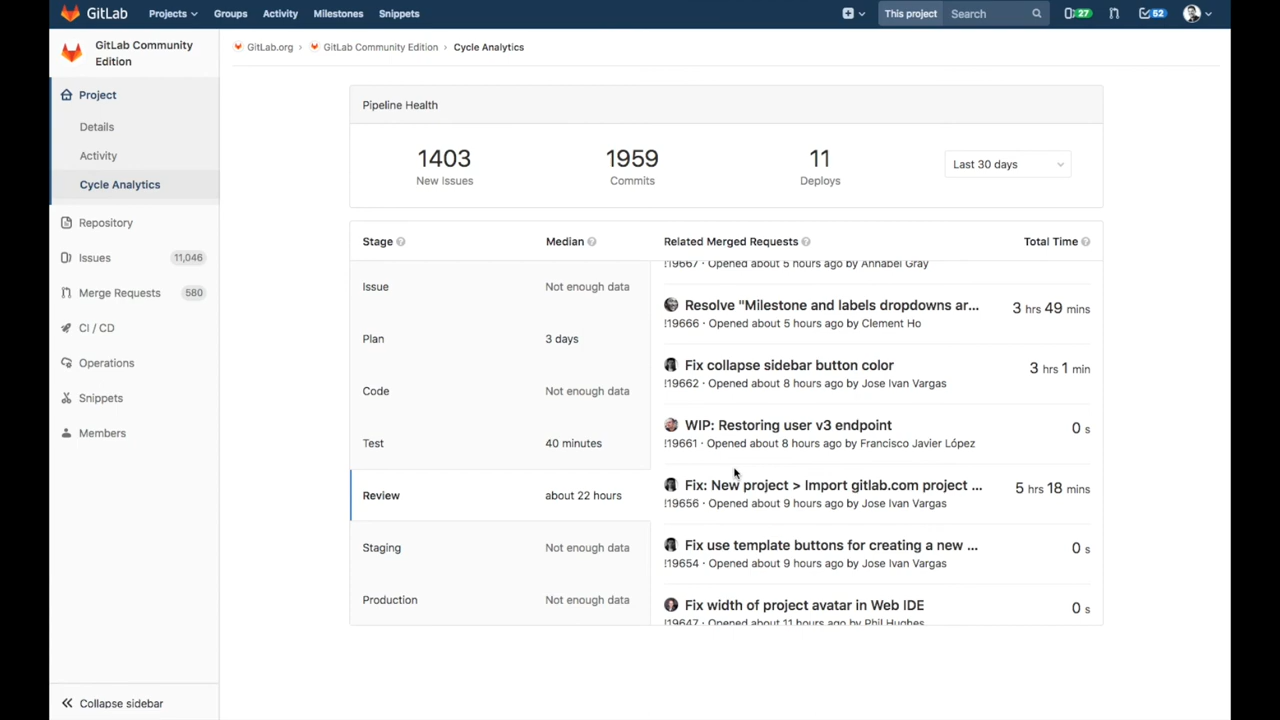 GitLab Projects Groups Activity Milestones Snippets This project Search 27 52
GitLab Community
Edition
GitLab.org › GitLab Community Edition › Cycle Analytics
Project
Details
Activity
Cycle Analytics
Repository
Issues 11,046
Merge Requests 580
CI / CD
Operations
Snippets
Members
Collapse sidebar
Pipeline Health
1403 1959 11 Last 30 days
New Issues Commits Deploys
Stage Median Related Merged Requests Total Time
Issue Not enough data
Plan 3 days
Code Not enough data
Test 40 minutes
Review about 22 hours
Staging Not enough data
Production Not enough data
!19667 · Opened about 5 hours ago by Annabel Gray
Resolve "Milestone and labels dropdowns ar... 3 hrs 49 mins
!19666 · Opened about 5 hours ago by Clement Ho
Fix collapse sidebar button color 3 hrs 1 min
!19662 · Opened about 8 hours ago by Jose Ivan Vargas
WIP: Restoring user v3 endpoint 0 s
!19661 · Opened about 8 hours ago by Francisco Javier López
Fix: New project > Import gitlab.com project ... 5 hrs 18 mins
!19656 · Opened about 9 hours ago by Jose Ivan Vargas
Fix use template buttons for creating a new ... 0 s
!19654 · Opened about 9 hours ago by Jose Ivan Vargas
Fix width of project avatar in Web IDE 0 s
!19647 · Opened about 11 hours ago by Phil Hughes